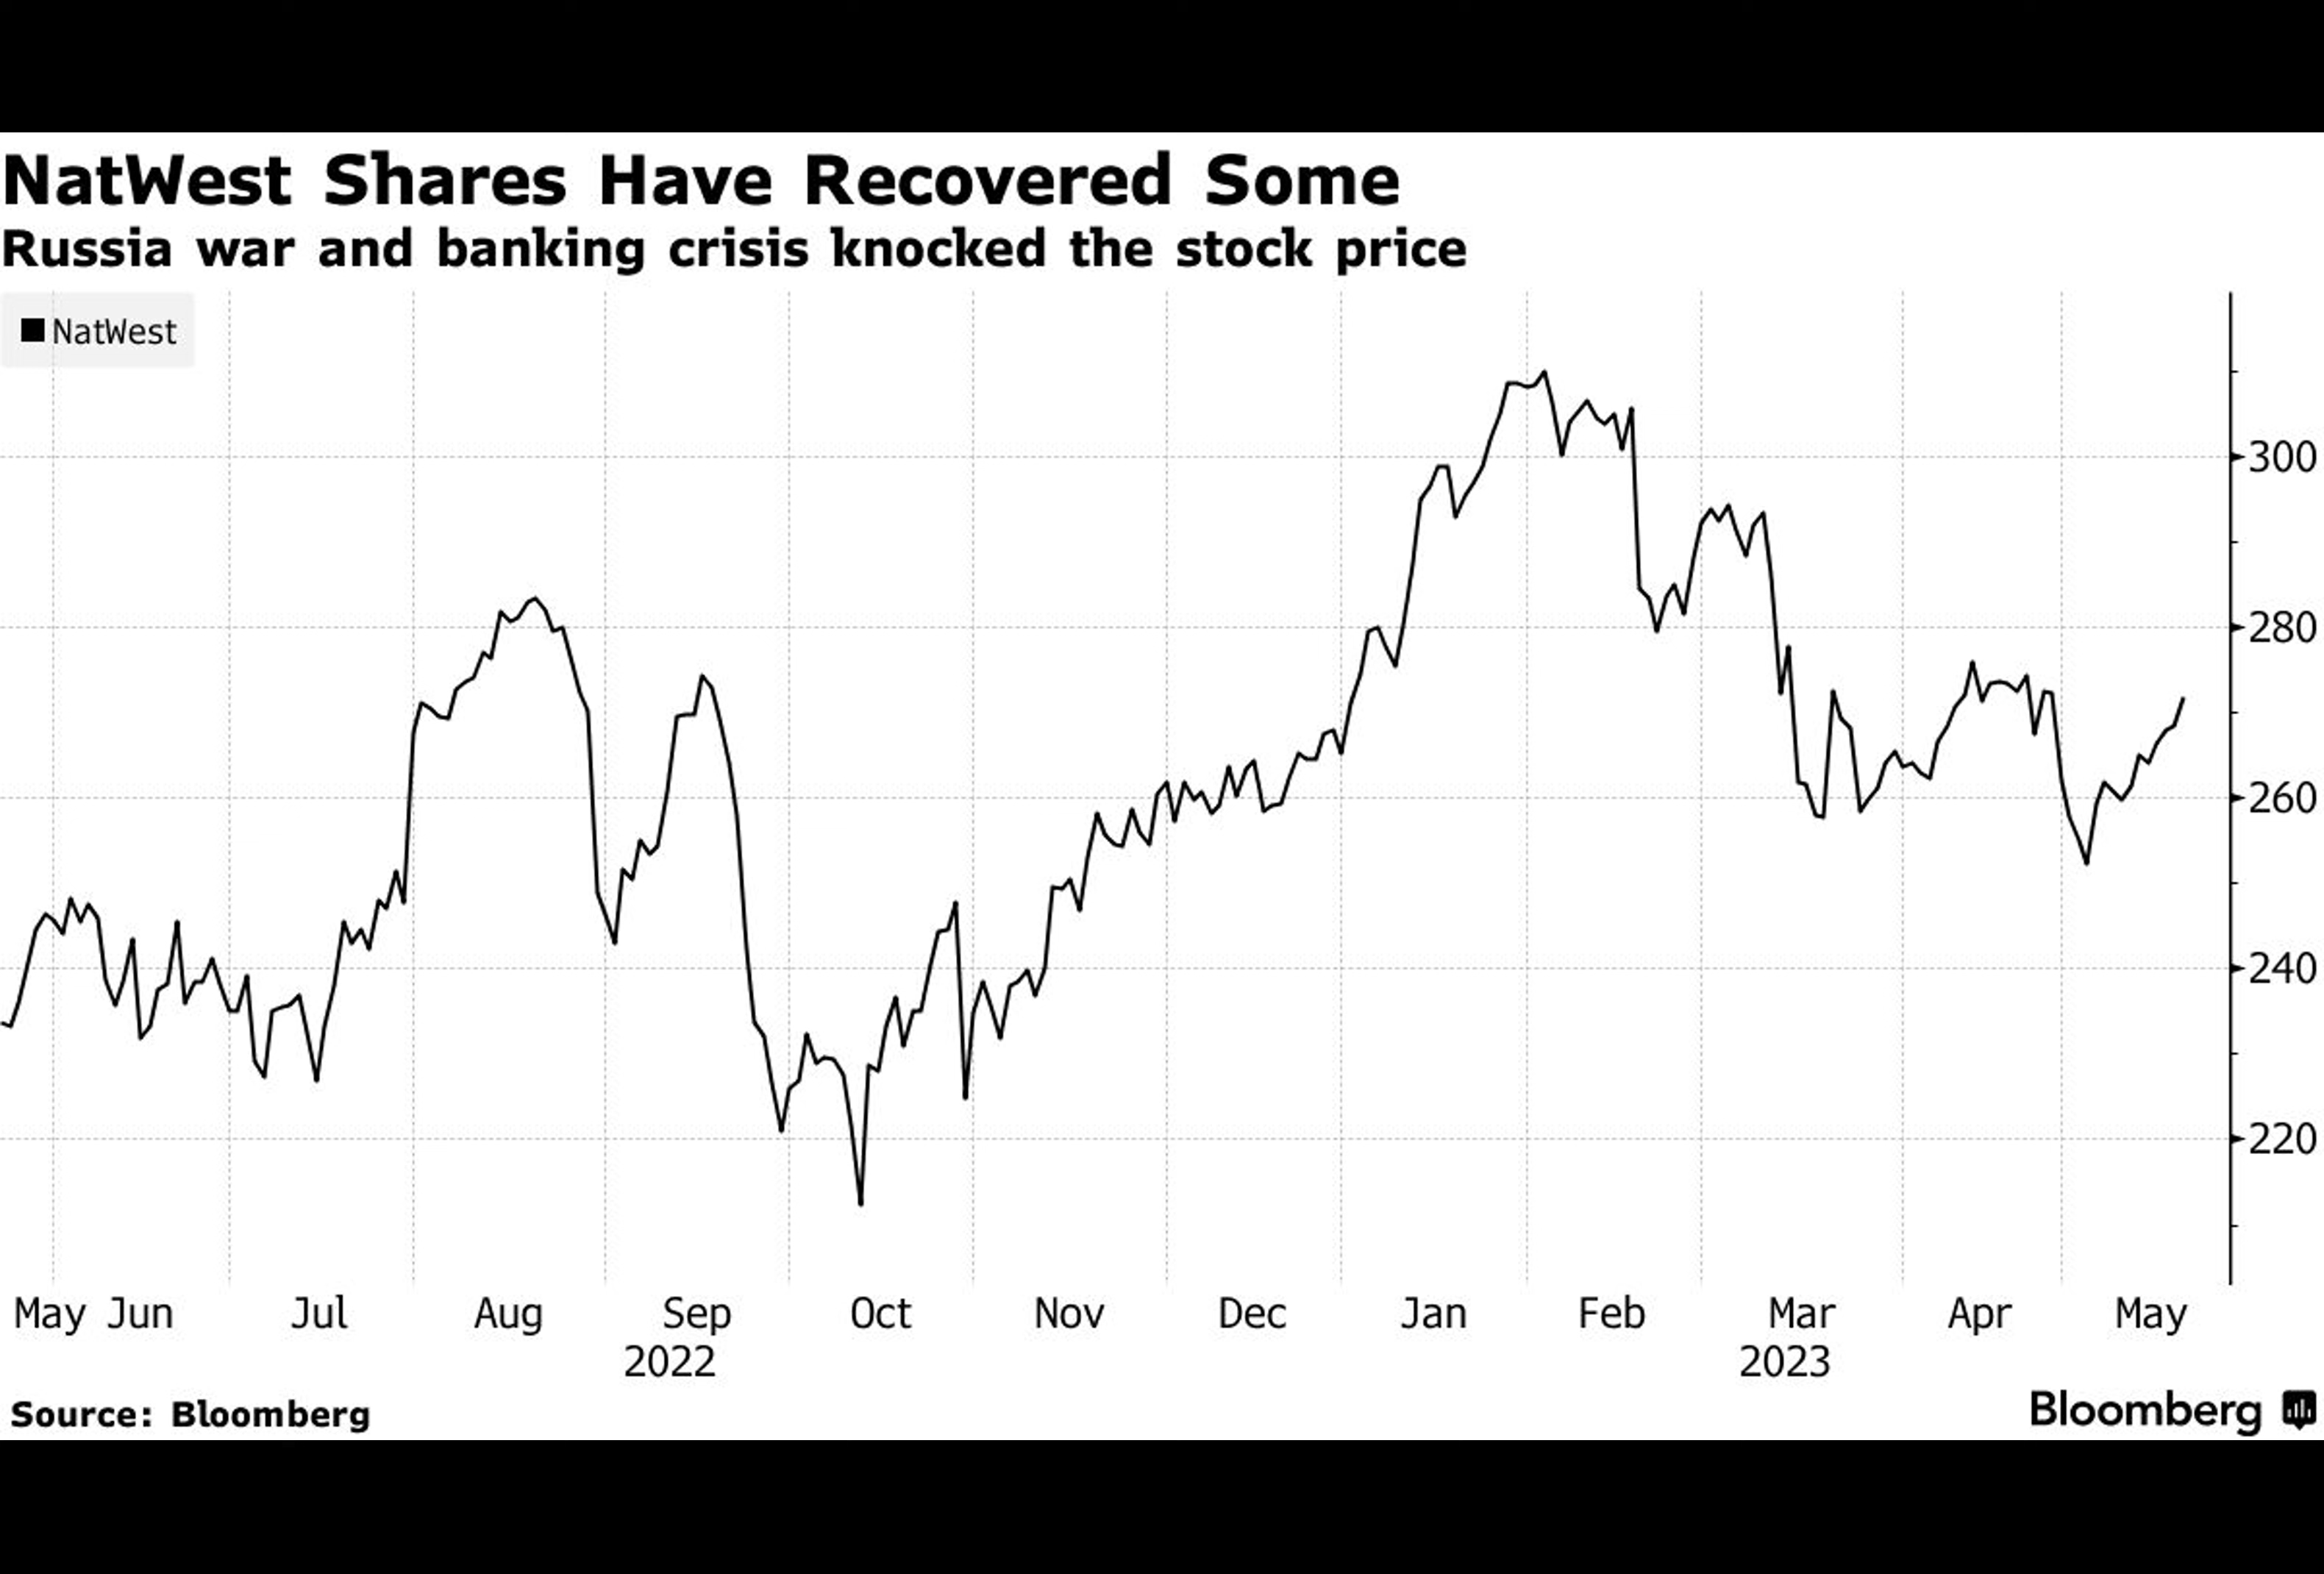 NatWest Shares Have Recovered Some
Russia war and banking crisis knocked the stock price
NatWest
300
280
260
240
220
May Jun Jul Aug Sep Oct Nov Dec Jan Feb Mar Apr May
2022 2023
Source: Bloomberg
Bloomberg